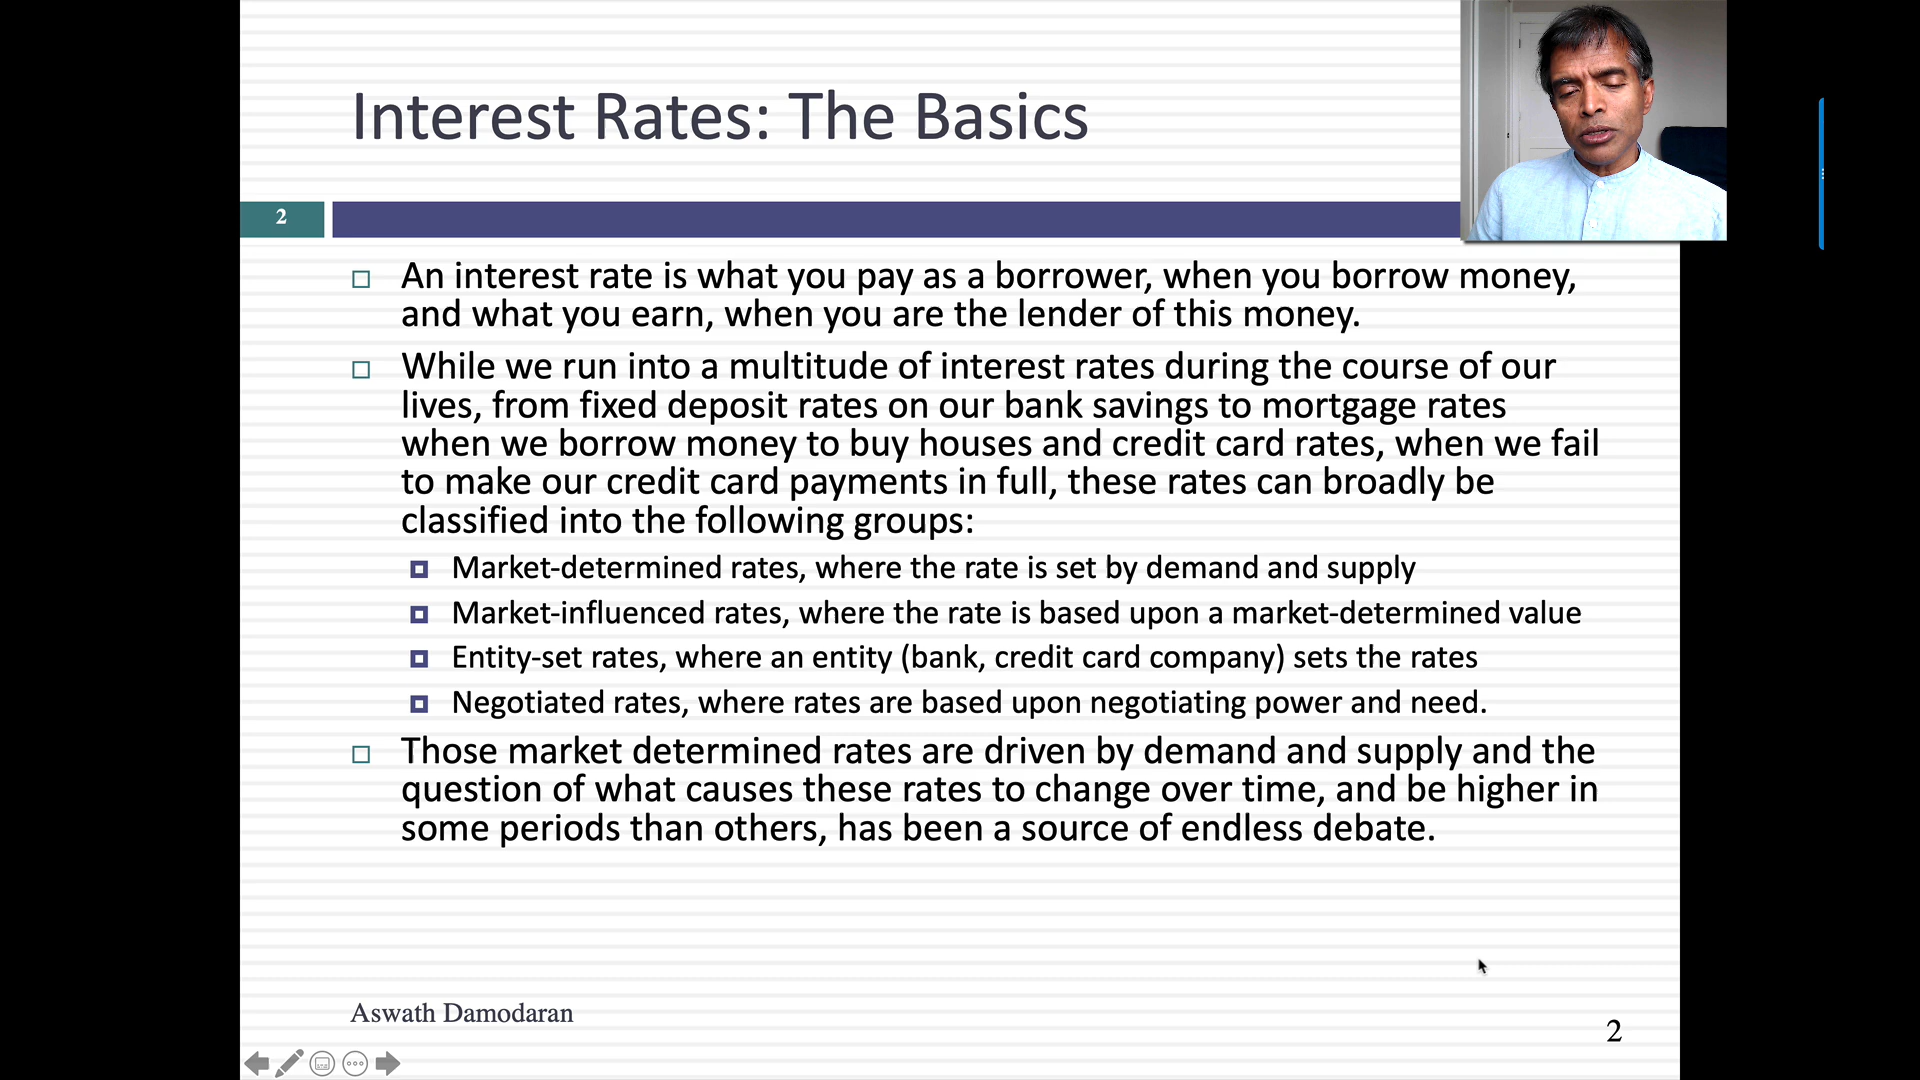 Interest Rates: The Basics
2
An interest rate is what you pay as a borrower, when you borrow money,
and what you earn, when you are the lender of this money.
While we run into a multitude of interest rates during the course of our
lives, from fixed deposit rates on our bank savings to mortgage rates
when we borrow money to buy houses and credit card rates, when we fail
to make our credit card payments in full, these rates can broadly be
classified into the following groups:
Market-determined rates, where the rate is set by demand and supply
Market-influenced rates, where the rate is based upon a market-determined value
Entity-set rates, where an entity (bank, credit card company) sets the rates
Negotiated rates, where rates are based upon negotiating power and need.
Those market determined rates are driven by demand and supply and the
question of what causes these rates to change over time, and be higher in
some periods than others, has been a source of endless debate.
Aswath Damodaran
2